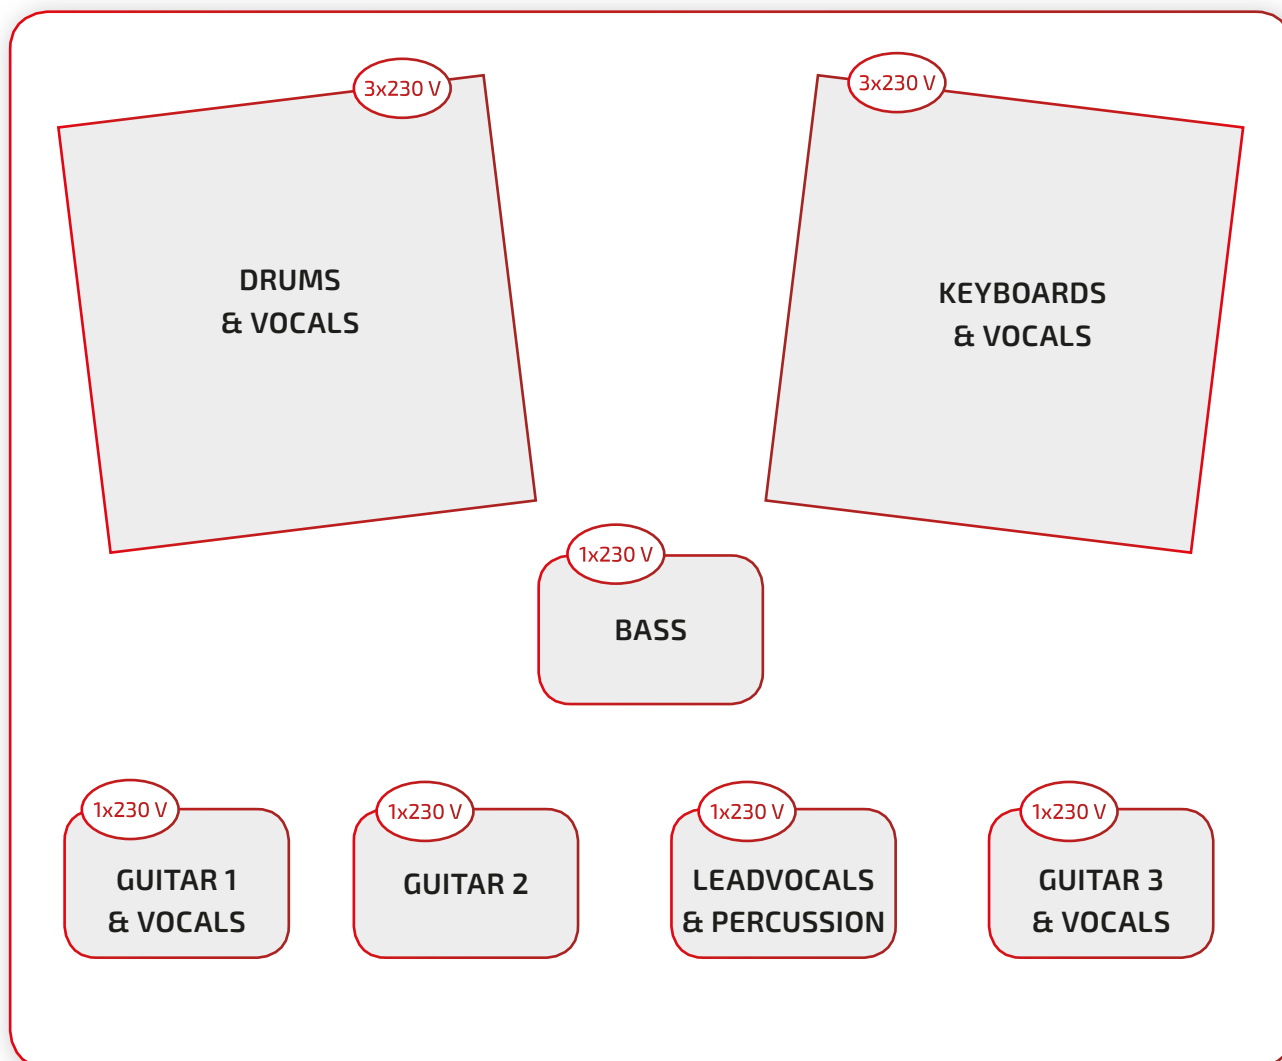 3x230 V
DRUMS
& VOCALS
3x230 V
KEYBOARDS
& VOCALS
1x230 V
BASS
1x230 V
GUITAR 1
& VOCALS
1x230 V
GUITAR 2
1x230 V
LEADVOCALS
& PERCUSSION
1x230 V
GUITAR 3
& VOCALS